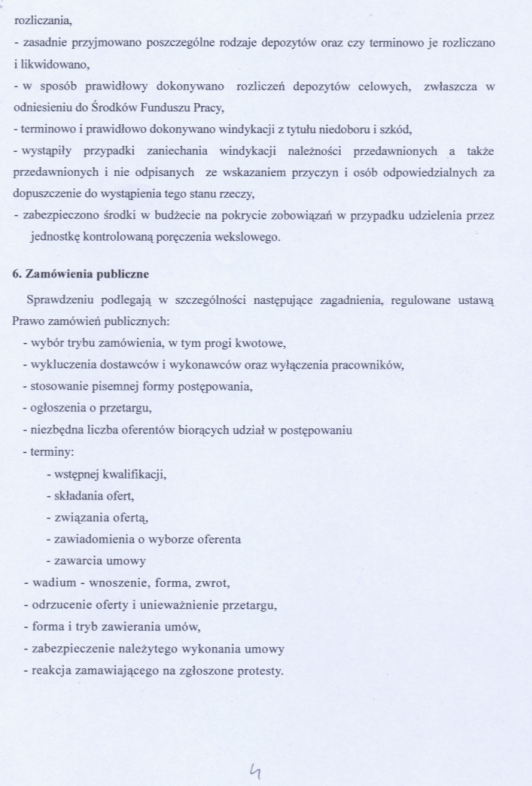 rozliczania,
- zasadnie przyjmowano poszczególne rodzaje depozytów oraz czy terminowo je rozliczano
i likwidowano,
- w sposób prawidłowy dokonywano rozliczeń depozytów celowych, zwłaszcza w
odniesieniu do Środków Funduszu Pracy,
- terminowo i prawidłowo dokonywano windykacji z tytułu niedoboru i szkód,
- wystąpiły przypadki zaniechania windykacji należności przedawnionych a także
przedawnionych i nie odpisanych ze wskazaniem przyczyn i osób odpowiedzialnych za
dopuszczenie do wystąpienia tego stanu rzeczy,
- zabezpieczono środki w budżecie na pokrycie zobowiązań w przypadku udzielenia przez
jednostkę kontrolowaną poręczenia wekslowego.
6. Zamówienia publiczne
Sprawdzeniu podlegają w szczególności następujące zagadnienia, regulowane ustawą
Prawo zamówień publicznych:
- wybór trybu zamówienia, w tym progi kwotowe,
- wykluczenia dostawców i wykonawców oraz wyłączenia pracowników,
- stosowanie pisemnej formy postępowania,
- ogłoszenia o przetargu,
- niezbędna liczba oferentów biorących udział w postępowaniu
- terminy:
- wstępnej kwalifikacji,
- składania ofert,
- związania ofertą,
- zawiadomienia o wyborze oferenta
- zawarcia umowy
- wadium - wnoszenie, forma, zwrot,
- odrzucenie oferty i unieważnienie przetargu,
- forma i tryb zawierania umów,
- zabezpieczenie należytego wykonania umowy
- reakcja zamawiającego na zgłoszone protesty.
4